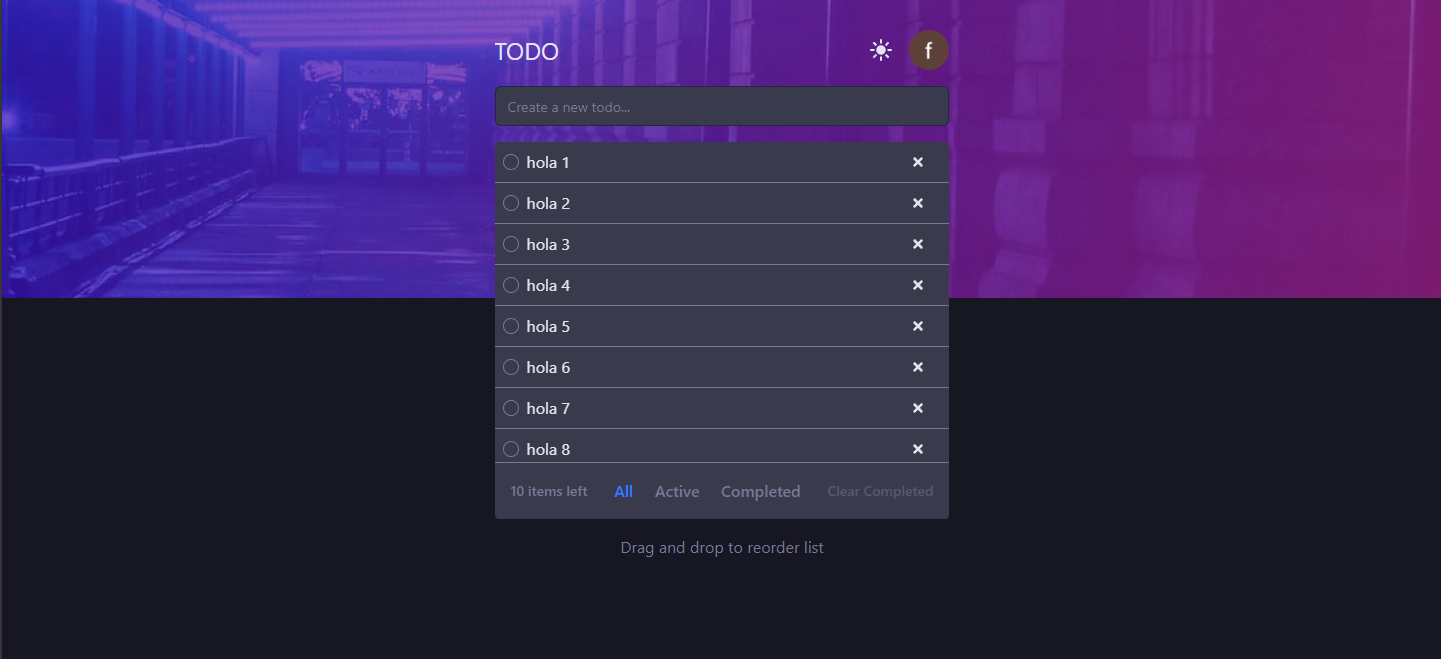 TODO
f
Create a new todo...
hola 1
hola 2
hola 3
hola 4
hola 5
hola 6
hola 7
hola 8
10 items left All Active Completed Clear Completed
Drag and drop to reorder list